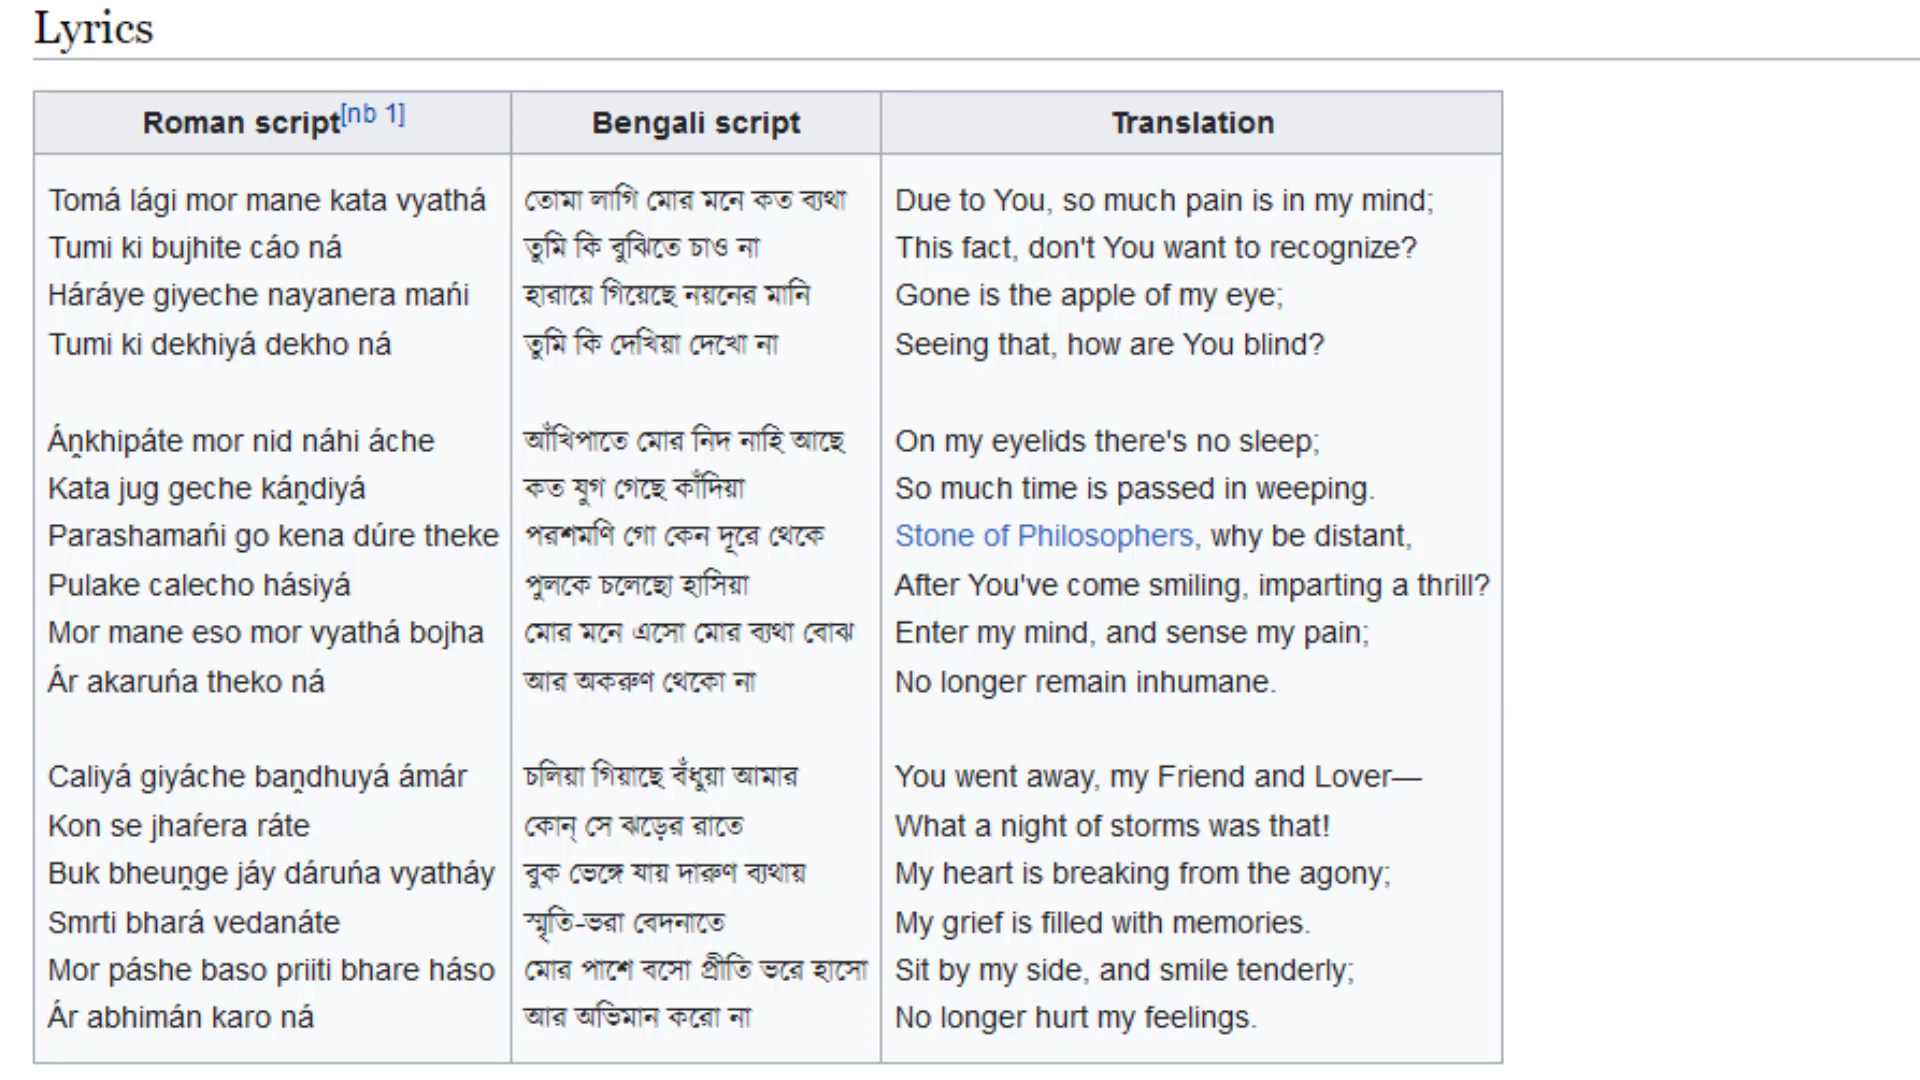 Lyrics
Roman script[nb 1] Bengali script Translation
Tomá lági mor mane kata vyathá তোমা লাগি মোর মনে কত ব্যথা Due to You, so much pain is in my mind;
Tumi ki bujhite cáo ná তুমি কি বুঝিতে চাও না This fact, don't You want to recognize?
Háráye giyeche nayanera mańi হারায়ে গিয়েছে নয়নের মানি Gone is the apple of my eye;
Tumi ki dekhiyá dekho ná তুমি কি দেখিয়া দেখো না Seeing that, how are You blind?
Áṋkhipáte mor nid náhi áche আঁখিপাতে মোর নিদ নাহি আছে On my eyelids there's no sleep;
Kata jug geche káṋdiyá কত যুগ গেছে কাঁদিয়া So much time is passed in weeping.
Parashamańi go kena dúre theke পরশমণি গো কেন দূরে থেকে Stone of Philosophers, why be distant,
Pulake calecho hásiyá পুলকে চলেছো হাসিয়া After You've come smiling, imparting a thrill?
Mor mane eso mor vyathá bojha মোর মনে এসো মোর ব্যথা বোঝ Enter my mind, and sense my pain;
Ár akaruńa theko ná আর অকরুণ থেকো না No longer remain inhumane.
Caliyá giyáche baṋdhuyá ámár চলিয়া গিয়াছে বঁধুয়া আমার You went away, my Friend and Lover—
Kon se jhaŕera ráte কোন্ সে ঝড়ের রাতে What a night of storms was that!
Buk bheuṋge jáy dáruńa vyatháy বুক ভেঙ্গে যায় দারুণ ব্যথায় My heart is breaking from the agony;
Smrti bhará vedanáte স্মৃতি-ভরা বেদনাতে My grief is filled with memories.
Mor páshe baso priiti bhare háso মোর পাশে বসো প্রীতি ভরে হাসো Sit by my side, and smile tenderly;
Ár abhimán karo ná আর অভিমান করো না No longer hurt my feelings.